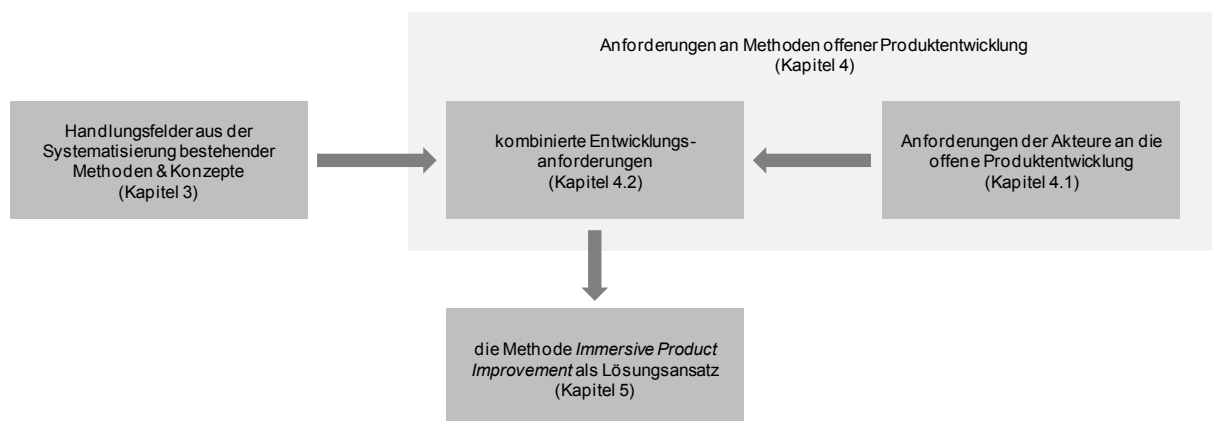 Anforderungen an Methoden offener Produktentwicklung
(Kapitel 4)
Handlungsfelder aus der
Systematisierung bestehender
Methoden & Konzepte
(Kapitel 3)
kombinierte Entwicklungs-
anforderungen
(Kapitel 4.2)
Anforderungen der Akteure an die
offene Produktentwicklung
(Kapitel 4.1)
die Methode Immersive Product
Improvement als Lösungsansatz
(Kapitel 5)